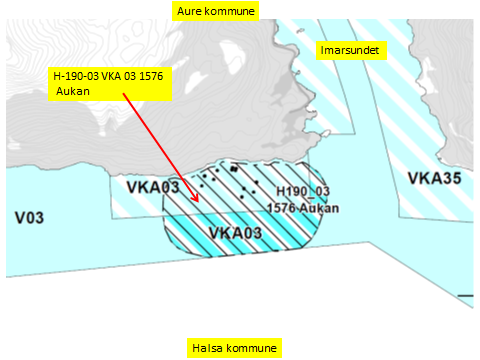 Aure kommune
Imarsundet
H-190-03 VKA 03 1576
Aukan
VKA03
H190_03
1576 Aukan
VKA35
V03
VKA03
Halsa kommune